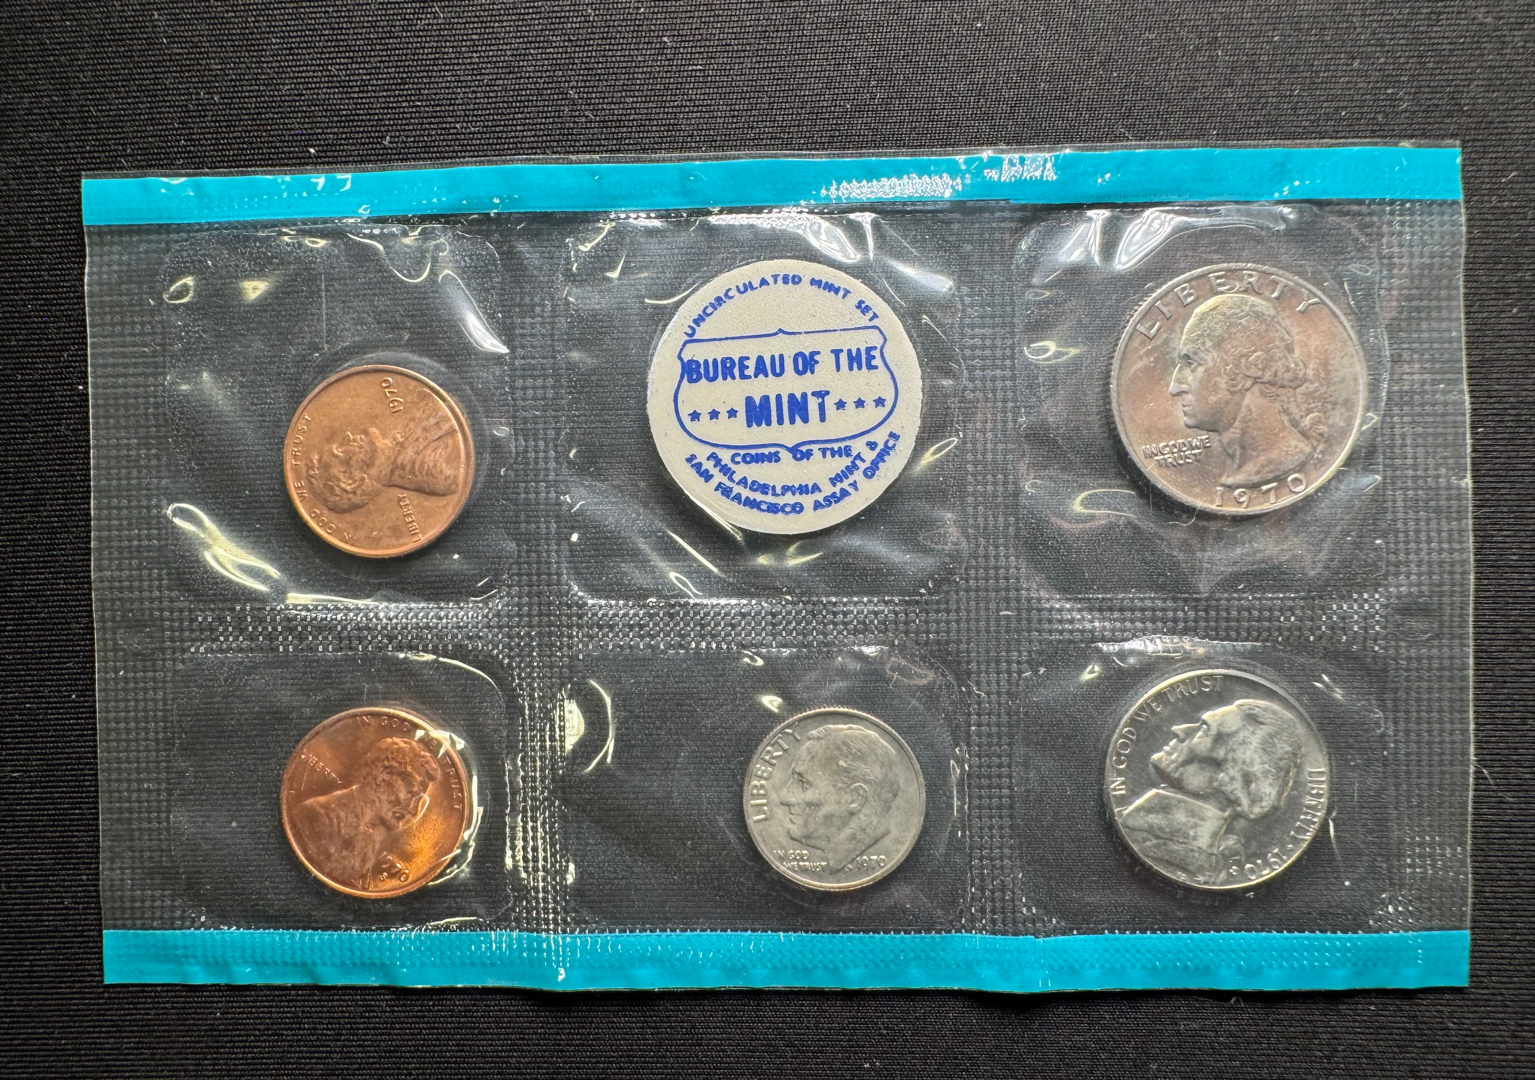 1970
IN GOD WE TRUST
LIBERTY
UNCIRCULATED MINT SET
BUREAU OF THE
MINT
COINS OF THE
PHILADELPHIA MINT &
SAN FRANCISCO ASSAY OFFICE
LIBERTY
IN GOD WE
TRUST
1970
IN GOD WE TRUST
LIBERTY
1970
S
LIBERTY
IN GOD
WE TRUST
1970
IN GOD WE TRUST
LIBERTY 1970
S